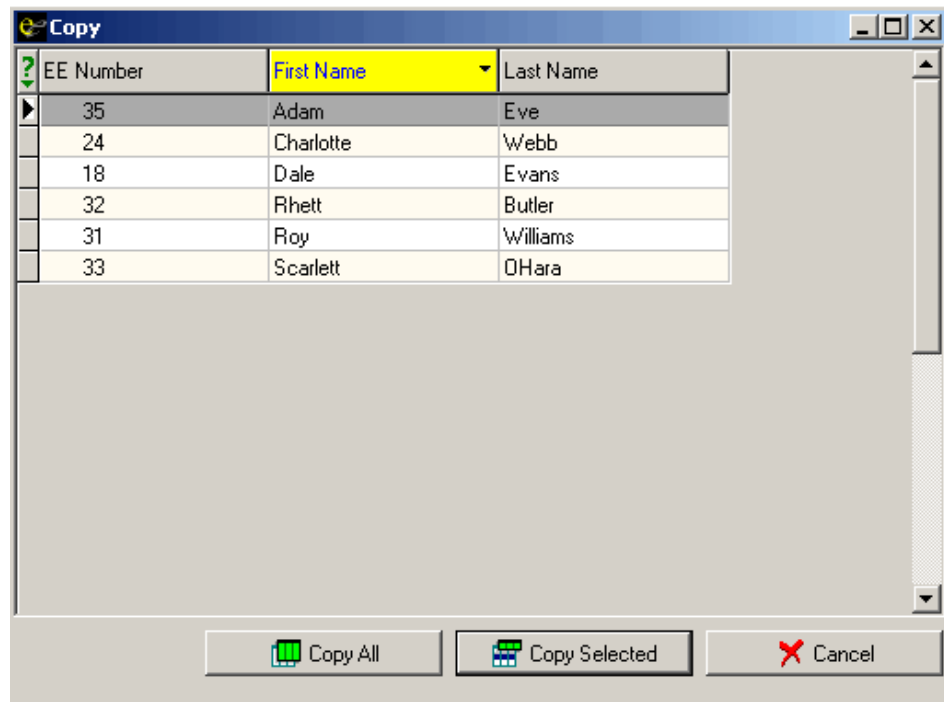 Copy
EE Number First Name Last Name
35 Adam Eve
24 Charlotte Webb
18 Dale Evans
32 Rhett Butler
31 Roy Williams
33 Scarlett OHara
Copy All Copy Selected Cancel